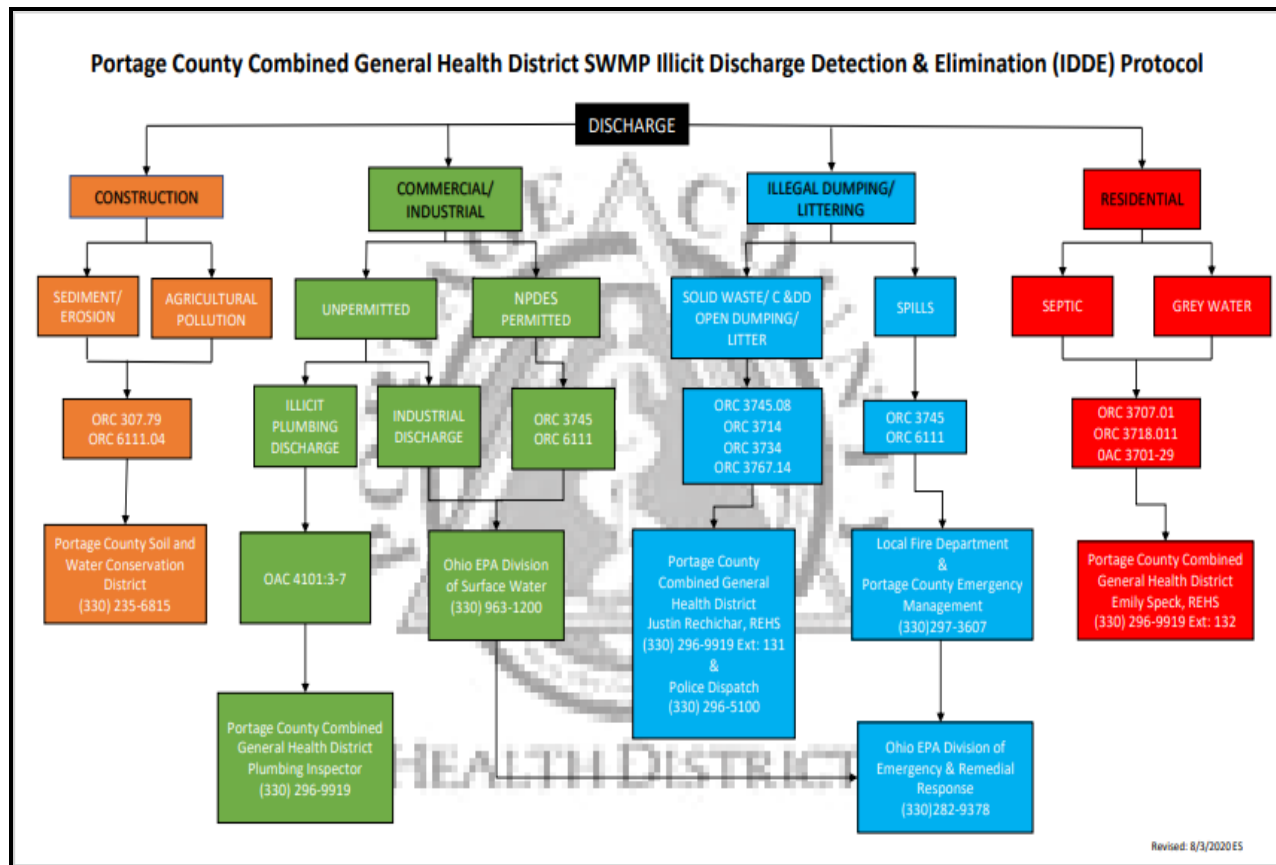 Portage County Combined General Health District SWMP Illicit Discharge Detection & Elimination (IDDE) Protocol
DISCHARGE
CONSTRUCTION
COMMERCIAL/
INDUSTRIAL
ILLEGAL DUMPING/
LITTERING
RESIDENTIAL
SEDIMENT/
EROSION
AGRICULTURAL
POLLUTION
UNPERMITTED
NPDES
PERMITTED
SOLID WASTE/ C &DD
OPEN DUMPING/
LITTER
SPILLS
SEPTIC
GREY WATER
ORC 307.79
ORC 6111.04
ILLICIT
PLUMBING
DISCHARGE
INDUSTRIAL
DISCHARGE
ORC 3745
ORC 6111
ORC 3745.08
ORC 3714
ORC 3734
ORC 3767.14
ORC 3745
ORC 6111
ORC 3707.01
ORC 3718.011
0AC 3701-29
Portage County Soil and
Water Conservation
District
(330) 235-6815
OAC 4101:3-7
Ohio EPA Division
of Surface Water
(330) 963-1200
Portage County
Combined General
Health District
Justin Rechichar, REHS
(330) 296-9919 Ext: 131
&
Police Dispatch
(330) 296-5100
Local Fire Department
&
Portage County Emergency
Management
(330)297-3607
Portage County Combined
General Health District
Emily Speck, REHS
(330) 296-9919 Ext: 132
Portage County Combined
General Health District
Plumbing Inspector
(330) 296-9919
Ohio EPA Division of
Emergency & Remedial
Response
(330)282-9378
HEALTH DISTRICT
Revised: 8/3/2020 ES